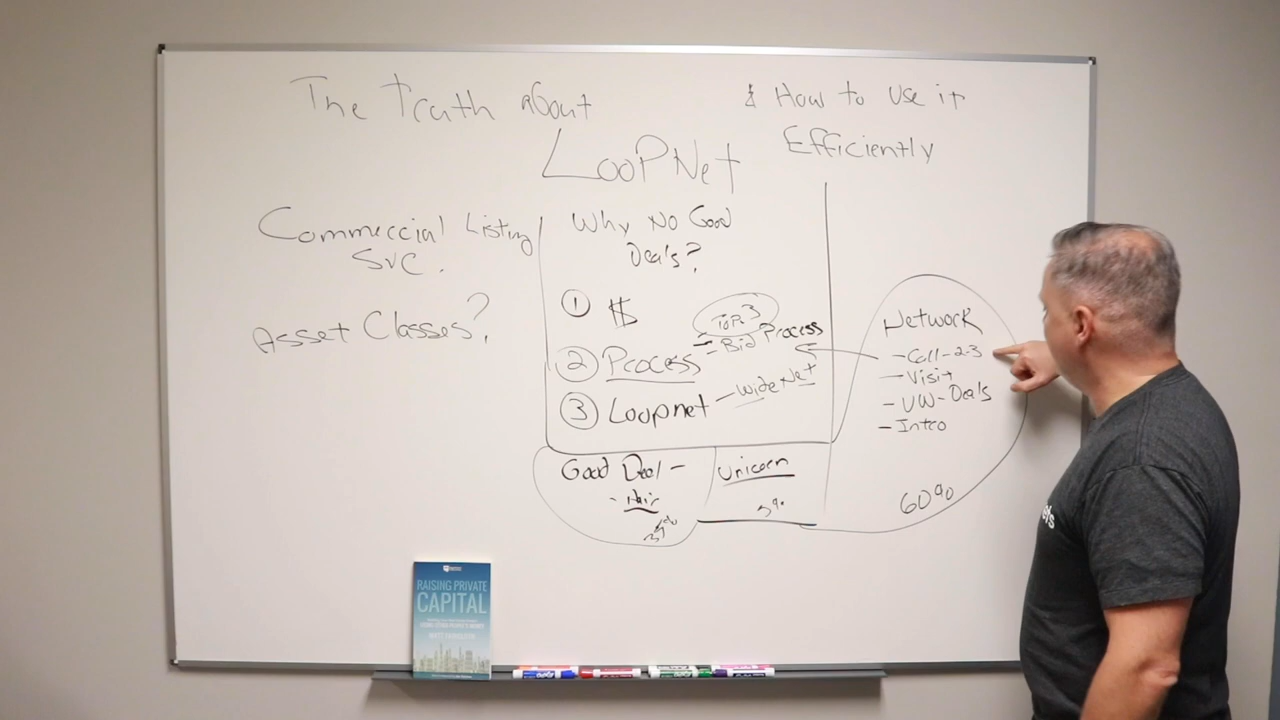 The Truth about
& How to use it
Efficiently
LoopNet
Commercial Listing
SVC.
Asset Classes?
Why No Good
Deals?
① $
② Process
Top 3
- Bid Process
③ Loopnet - Wide Net
Good Deal -
- Hair
Unicorn
3%
Network
- Call - 2-3
- Visit
- UW - Deals
- Intro
60%
RAISING PRIVATE
CAPITAL